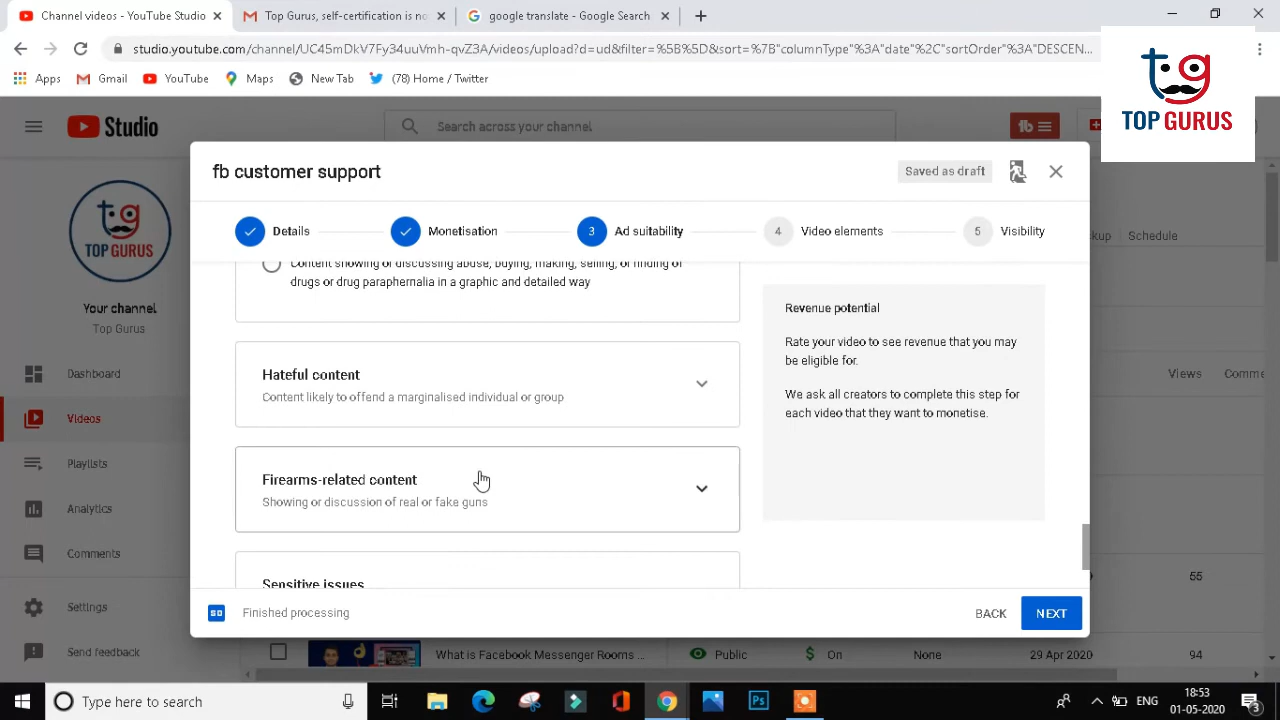 Channel videos - YouTube Studio
Top Gurus, self-certification is no
google translate - Google Search
studio.youtube.com/channel/UC45mDkV7Fy34uuVmh-qvZ3A/videos/upload?d=ud&filter=%5B%5D&sort=%7B"columnType"%3A"date"%2C"sortOrder"%3A"DESCEN...
Apps
Gmail
YouTube
Maps
New Tab
(78) Home / Twitter
tg
TOP GURUS
Studio
Search across your channel
tb
fb customer support
Saved as draft
Details
Monetisation
3
Ad suitability
4
Video elements
5
Visibility
tg
TOP GURUS
Schedule
Your channel
Top Gurus
Dashboard
Videos
Playlists
Analytics
Comments
Settings
Send feedback
Content showing or discussing abuse, buying, making, selling, or finding of
drugs or drug paraphernalia in a graphic and detailed way
Hateful content
Content likely to offend a marginalised individual or group
Firearms-related content
Showing or discussion of real or fake guns
Sensitive issues
Revenue potential
Rate your video to see revenue that you may
be eligible for.
We ask all creators to complete this step for
each video that they want to monetise.
Views
Comme
55
SD
Finished processing
BACK
NEXT
What is Facebook Messenger Rooms ...
Public
$
On
None
29 Apr 2020
94
Type here to search
Ps
ENG
18:53
01-05-2020
3